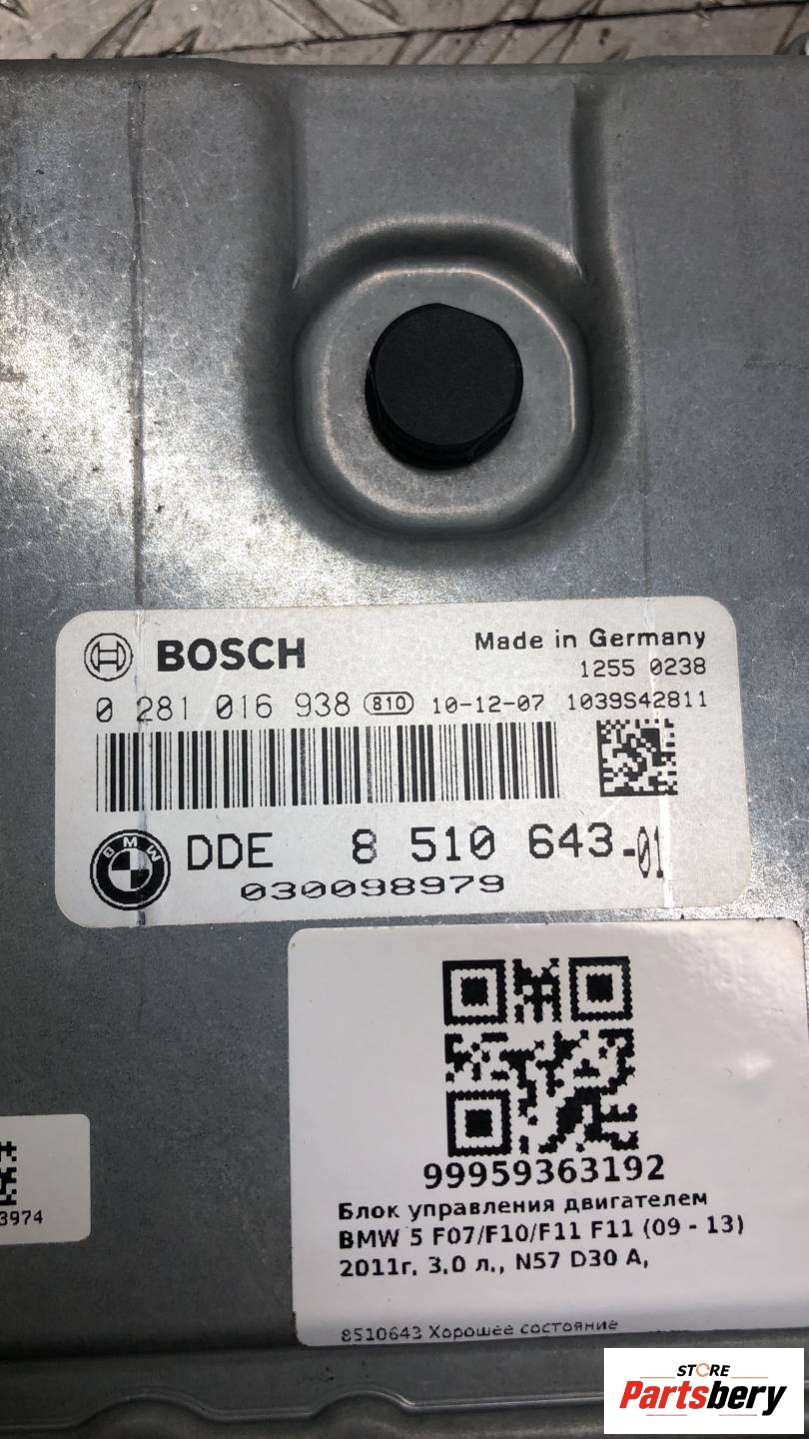 BOSCH
Made in Germany
1255 0238
0 281 016 938 810 10-12-07 1039S42811
BMW
DDE 8 510 643-01
030098979
99959363192
Блок управления двигателем
BMW 5 F07/F10/F11 F11 (09 - 13)
2011г. 3.0 л., N57 D30 A,
8510643 Хорошее состояние
3974
STORE
Partsbery